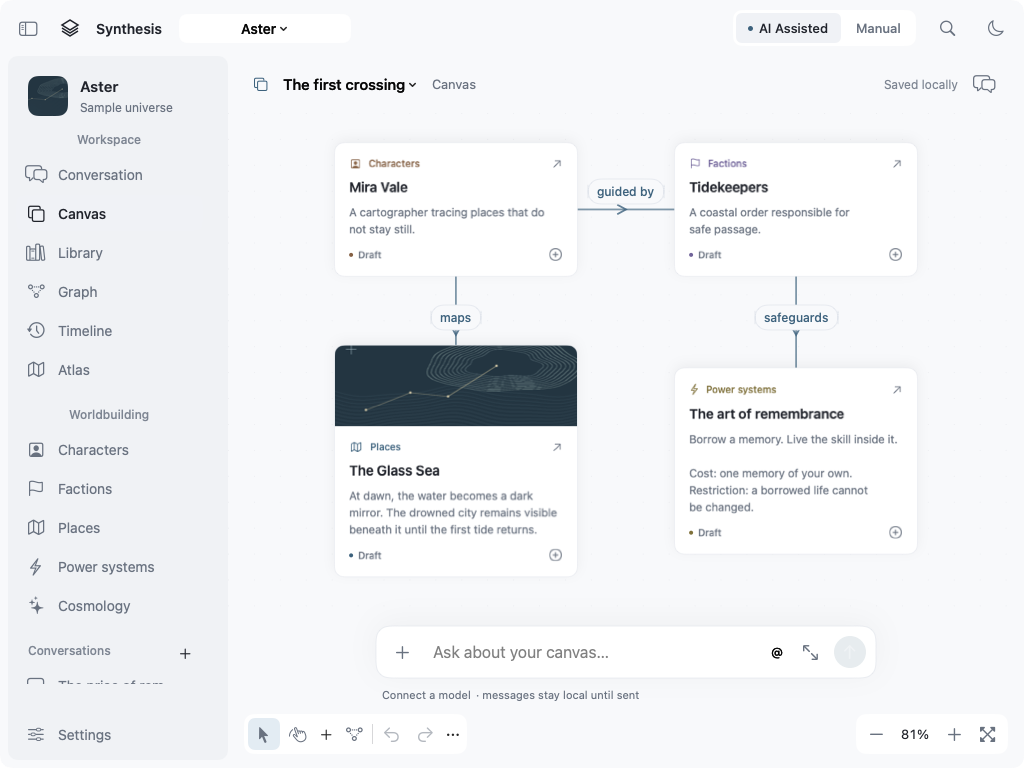 Synthesis
Aster
AI Assisted
Manual
Aster
Sample universe
Workspace
Conversation
Canvas
Library
Graph
Timeline
Atlas
Worldbuilding
Characters
Factions
Places
Power systems
Cosmology
Conversations
The price of rem
Settings
The first crossing
Canvas
Saved locally
Characters
Mira Vale
A cartographer tracing places that do
not stay still.
Draft
guided by
Factions
Tidekeepers
A coastal order responsible for
safe passage.
Draft
maps
safeguards
Places
The Glass Sea
At dawn, the water becomes a dark
mirror. The drowned city remains visible
beneath it until the first tide returns.
Draft
Power systems
The art of remembrance
Borrow a memory. Live the skill inside it.
Cost: one memory of your own.
Restriction: a borrowed life cannot
be changed.
Draft
Ask about your canvas...
@
Connect a model · messages stay local until sent
81%